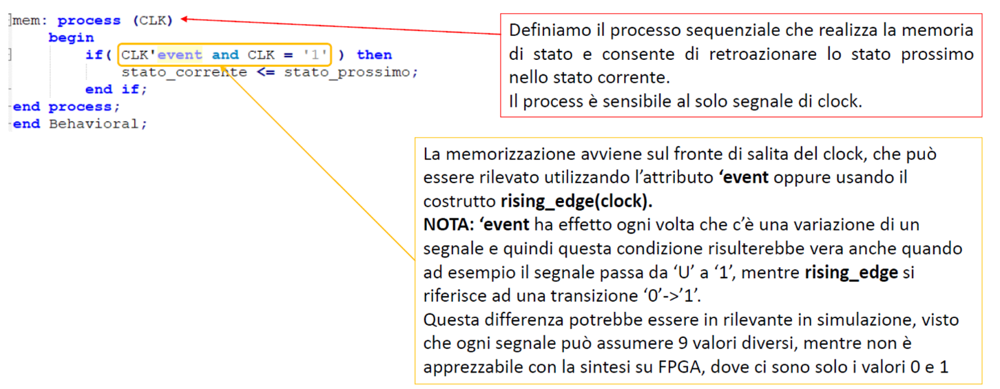 mem: process (CLK)
begin
if( CLK'event and CLK = '1' ) then
stato_corrente <= stato_prossimo;
end if;
end process;
end Behavioral;
Definiamo il processo sequenziale che realizza la memoria
di stato e consente di retroazionare lo stato prossimo
nello stato corrente.
Il process è sensibile al solo segnale di clock.
La memorizzazione avviene sul fronte di salita del clock, che può
essere rilevato utilizzando l’attributo ‘event oppure usando il
costrutto rising_edge(clock).
NOTA: ‘event ha effetto ogni volta che c’è una variazione di un
segnale e quindi questa condizione risulterebbe vera anche quando
ad esempio il segnale passa da ‘U’ a ‘1’, mentre rising_edge si
riferisce ad una transizione ‘0’->’1’.
Questa differenza potrebbe essere in rilevante in simulazione, visto
che ogni segnale può assumere 9 valori diversi, mentre non è
apprezzabile con la sintesi su FPGA, dove ci sono solo i valori 0 e 1